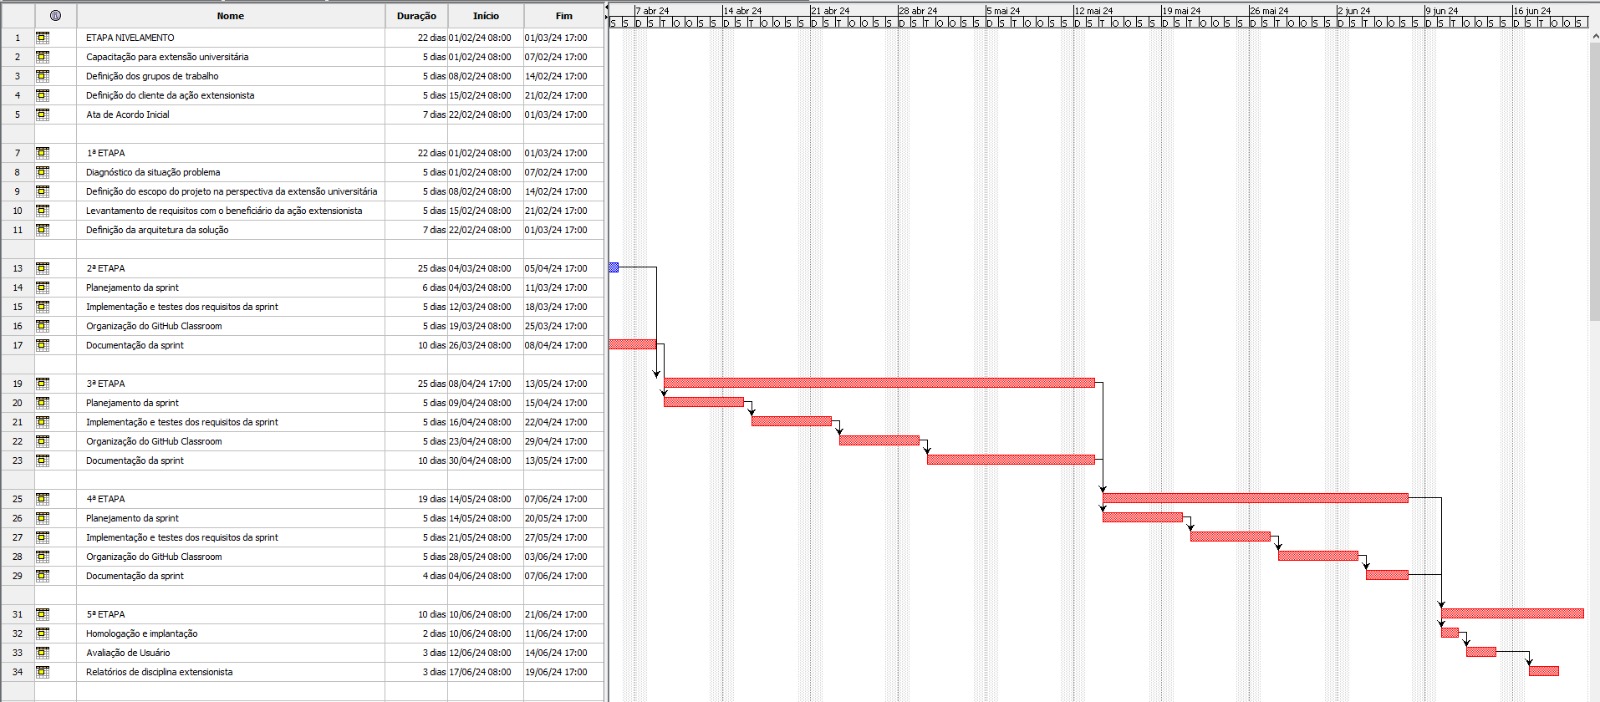 Nome Duração Início Fim
7 abr 24 14 abr 24 21 abr 24 28 abr 24 5 mai 24 12 mai 24 19 mai 24 26 mai 24 2 jun 24 9 jun 24 16 jun 24
S S D S T Q Q S S D S T Q Q S S D S T Q Q S S D S T Q Q S S D S T Q Q S S D S T Q Q S S D S T Q Q S S D S T Q Q S S D S T Q Q S S D S T Q Q S S D S T Q Q S
1 ETAPA NIVELAMENTO 22 dias 01/02/24 08:00 01/03/24 17:00
2 Capacitação para extensão universitária 5 dias 01/02/24 08:00 07/02/24 17:00
3 Definição dos grupos de trabalho 5 dias 08/02/24 08:00 14/02/24 17:00
4 Definição do cliente da ação extensionista 5 dias 15/02/24 08:00 21/02/24 17:00
5 Ata de Acordo Inicial 7 dias 22/02/24 08:00 01/03/24 17:00
7 1ª ETAPA 22 dias 01/02/24 08:00 01/03/24 17:00
8 Diagnóstico da situação problema 5 dias 01/02/24 08:00 07/02/24 17:00
9 Definição do escopo do projeto na perspectiva da extensão universitária 5 dias 08/02/24 08:00 14/02/24 17:00
10 Levantamento de requisitos com o beneficiário da ação extensionista 5 dias 15/02/24 08:00 21/02/24 17:00
11 Definição da arquitetura da solução 7 dias 22/02/24 08:00 01/03/24 17:00
13 2ª ETAPA 25 dias 04/03/24 08:00 05/04/24 17:00
14 Planejamento da sprint 6 dias 04/03/24 08:00 11/03/24 17:00
15 Implementação e testes dos requisitos da sprint 5 dias 12/03/24 08:00 18/03/24 17:00
16 Organização do GitHub Classroom 5 dias 19/03/24 08:00 25/03/24 17:00
17 Documentação da sprint 10 dias 26/03/24 08:00 08/04/24 17:00
19 3ª ETAPA 25 dias 08/04/24 17:00 13/05/24 17:00
20 Planejamento da sprint 5 dias 09/04/24 08:00 15/04/24 17:00
21 Implementação e testes dos requisitos da sprint 5 dias 16/04/24 08:00 22/04/24 17:00
22 Organização do GitHub Classroom 5 dias 23/04/24 08:00 29/04/24 17:00
23 Documentação da sprint 10 dias 30/04/24 08:00 13/05/24 17:00
25 4ª ETAPA 19 dias 14/05/24 08:00 07/06/24 17:00
26 Planejamento da sprint 5 dias 14/05/24 08:00 20/05/24 17:00
27 Implementação e testes dos requisitos da sprint 5 dias 21/05/24 08:00 27/05/24 17:00
28 Organização do GitHub Classroom 5 dias 28/05/24 08:00 03/06/24 17:00
29 Documentação da sprint 4 dias 04/06/24 08:00 07/06/24 17:00
31 5ª ETAPA 10 dias 10/06/24 08:00 21/06/24 17:00
32 Homologação e implantação 2 dias 10/06/24 08:00 11/06/24 17:00
33 Avaliação de Usuário 3 dias 12/06/24 08:00 14/06/24 17:00
34 Relatórios de disciplina extensionista 3 dias 17/06/24 08:00 19/06/24 17:00